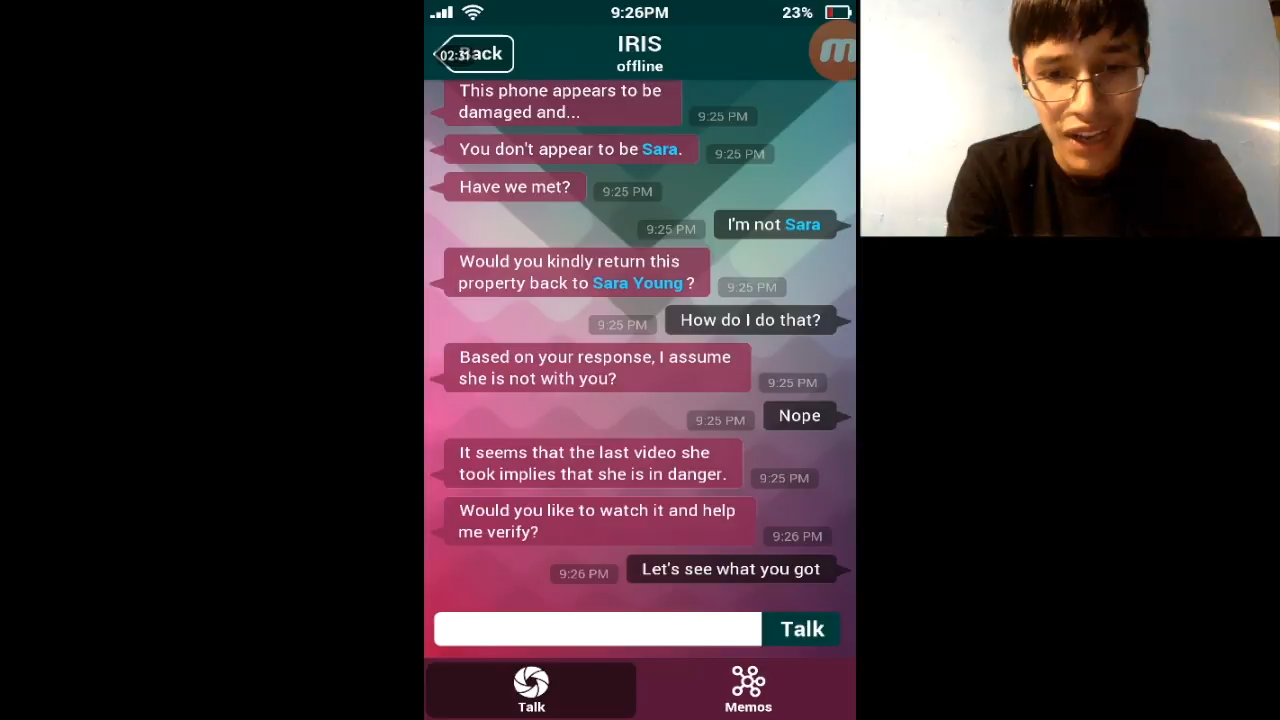 9:26PM
23%
Back
02:31
IRIS
offline
This phone appears to be
damaged and...
9:25 PM
You don't appear to be Sara.
9:25 PM
Have we met?
9:25 PM
I'm not Sara
9:25 PM
Would you kindly return this
property back to Sara Young ?
9:25 PM
How do I do that?
9:25 PM
Based on your response, I assume
she is not with you?
9:25 PM
Nope
9:25 PM
It seems that the last video she
took implies that she is in danger.
9:25 PM
Would you like to watch it and help
me verify?
9:26 PM
Let's see what you got
9:26 PM
Talk
Talk
Memos